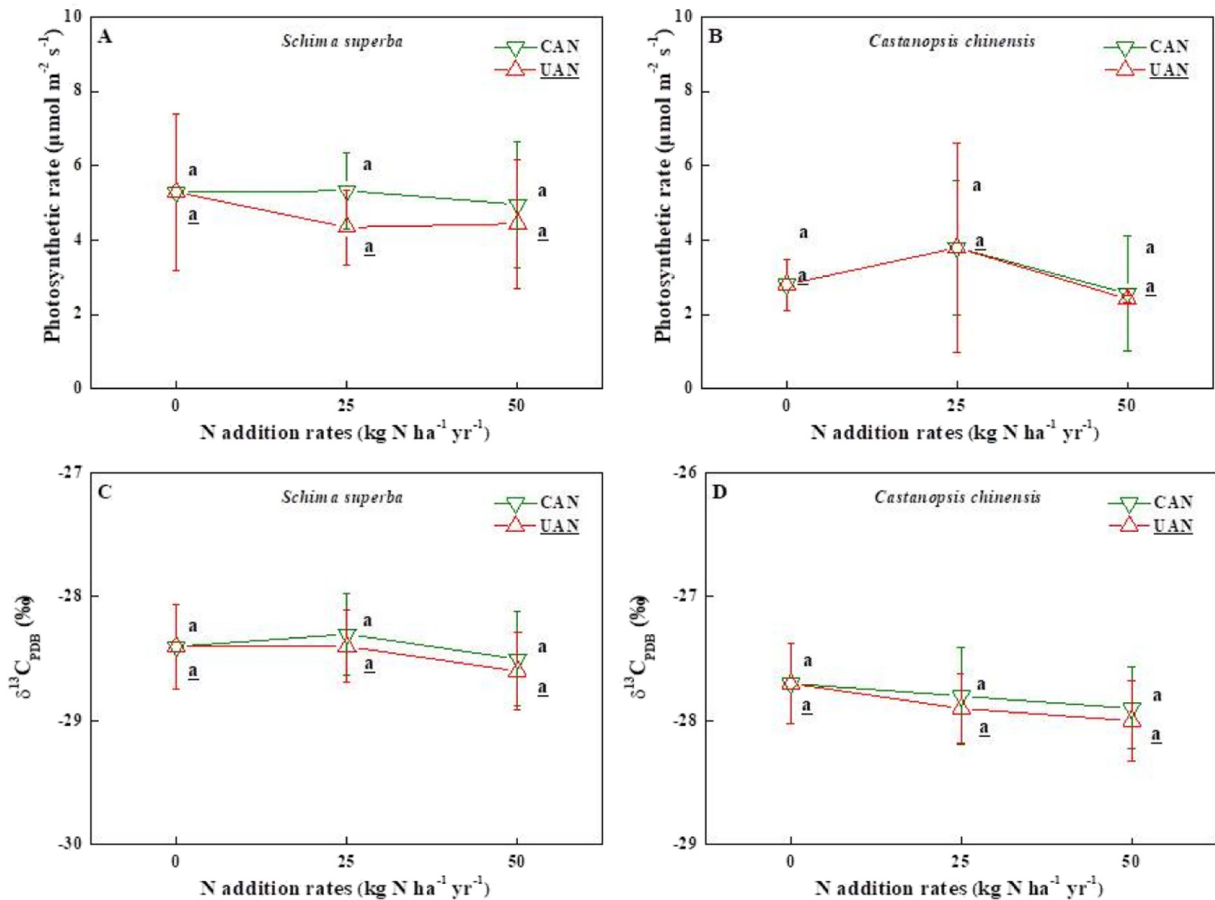 A
Schima superba
CAN
UAN
10
8
6
4
2
0
Photosynthetic rate (µmol m⁻² s⁻¹)
a
a
a
a
a
a
0
25
50
N addition rates (kg N ha⁻¹ yr⁻¹)
B
Castanopsis chinensis
CAN
UAN
10
8
6
4
2
0
Photosynthetic rate (µmol m⁻² s⁻¹)
a
a
a
a
a
a
0
25
50
N addition rates (kg N ha⁻¹ yr⁻¹)
C
Schima superba
CAN
UAN
-27
-28
-29
-30
δ¹³C_PDB (‰)
a
a
a
a
a
a
0
25
50
N addition rates (kg N ha⁻¹ yr⁻¹)
D
Castanopsis chinensis
CAN
UAN
-26
-27
-28
-29
δ¹³C_PDB (‰)
a
a
a
a
a
a
0
25
50
N addition rates (kg N ha⁻¹ yr⁻¹)